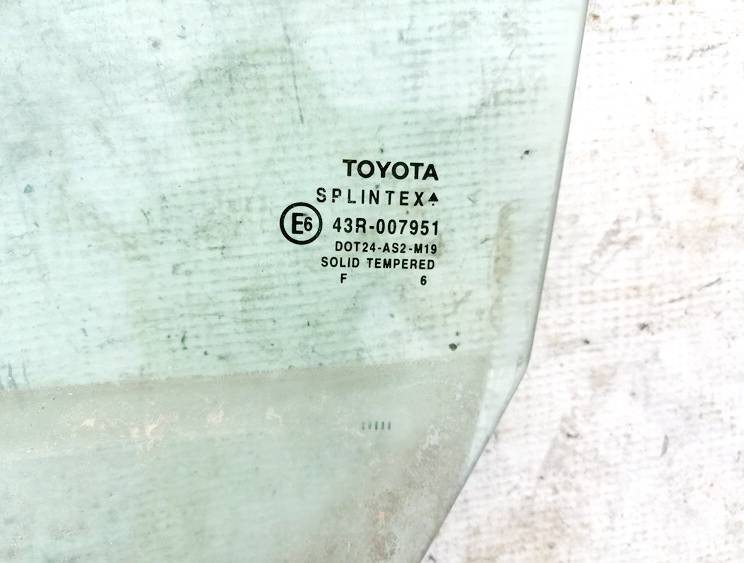 TOYOTA
SPLINTEX
E6 43R-007951
DOT24-AS2-M19
SOLID TEMPERED
F 6